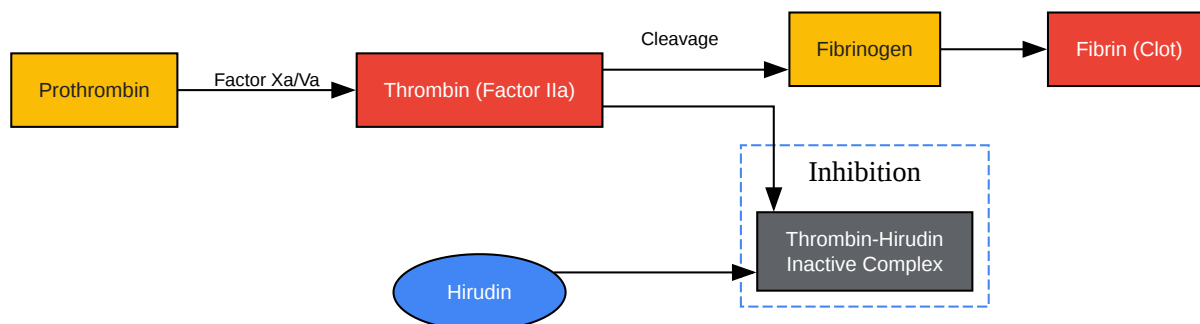 Cleavage
Fibrinogen
Fibrin (Clot)
Prothrombin
Factor Xa/Va
Thrombin (Factor IIa)
Inhibition
Thrombin-Hirudin
Inactive Complex
Hirudin